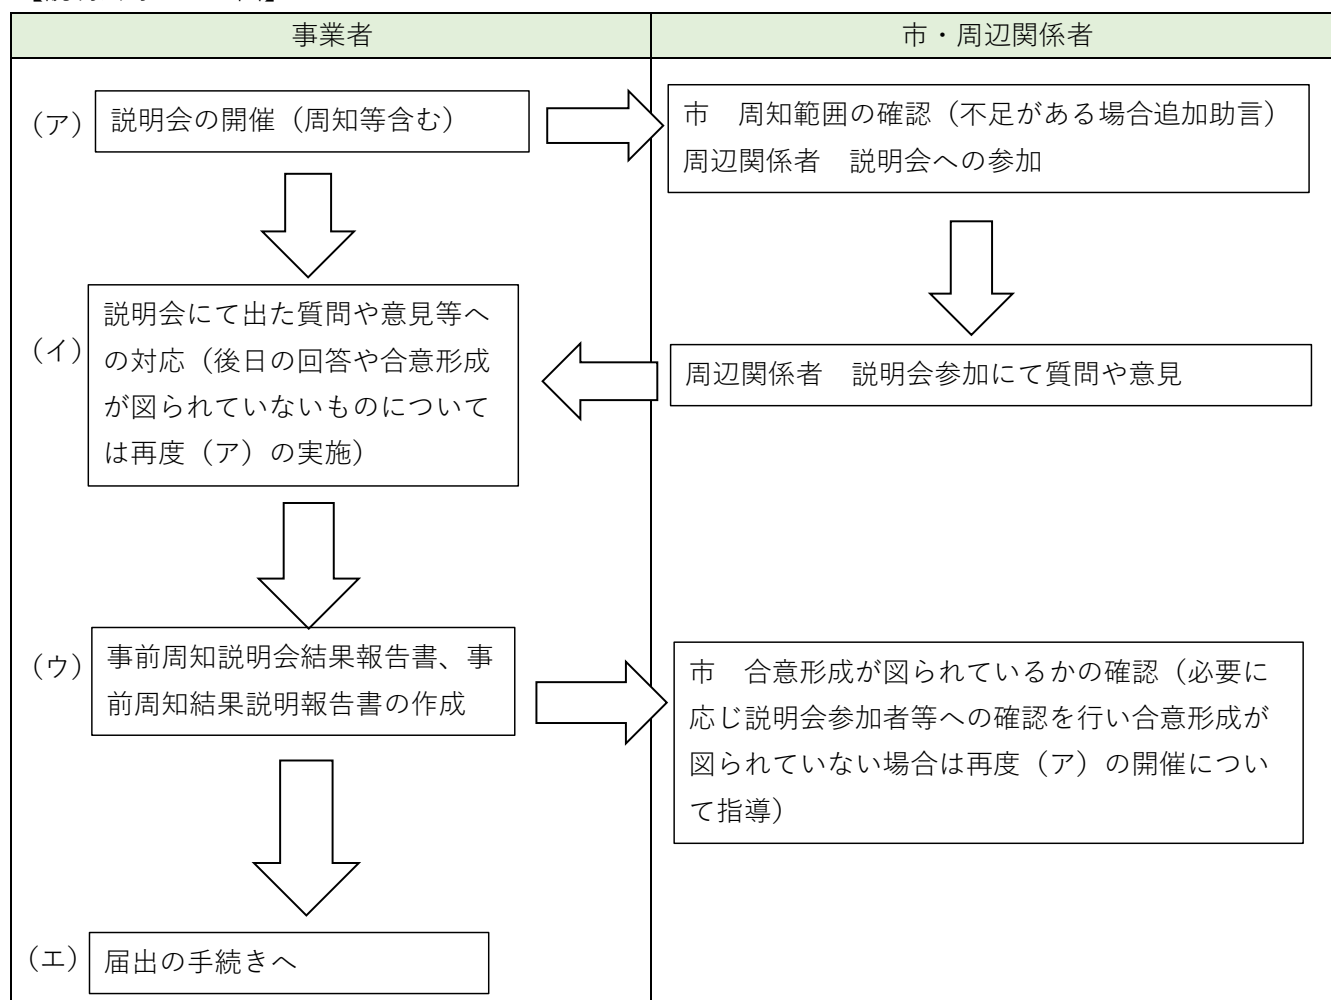 事業者
市・周辺関係者
(ア)
説明会の開催（周知等含む）
市　周知範囲の確認（不足がある場合追加助言）
周辺関係者　説明会への参加
(イ)
説明会にて出た質問や意見等へ
の対応（後日の回答や合意形成
が図られていないものについて
は再度（ア）の実施）
周辺関係者　説明会参加にて質問や意見
(ウ)
事前周知説明会結果報告書、事
前周知結果説明報告書の作成
市　合意形成が図られているかの確認（必要に
応じ説明会参加者等への確認を行い合意形成が
図られていない場合は再度（ア）の開催につい
て指導）
(エ)
届出の手続きへ